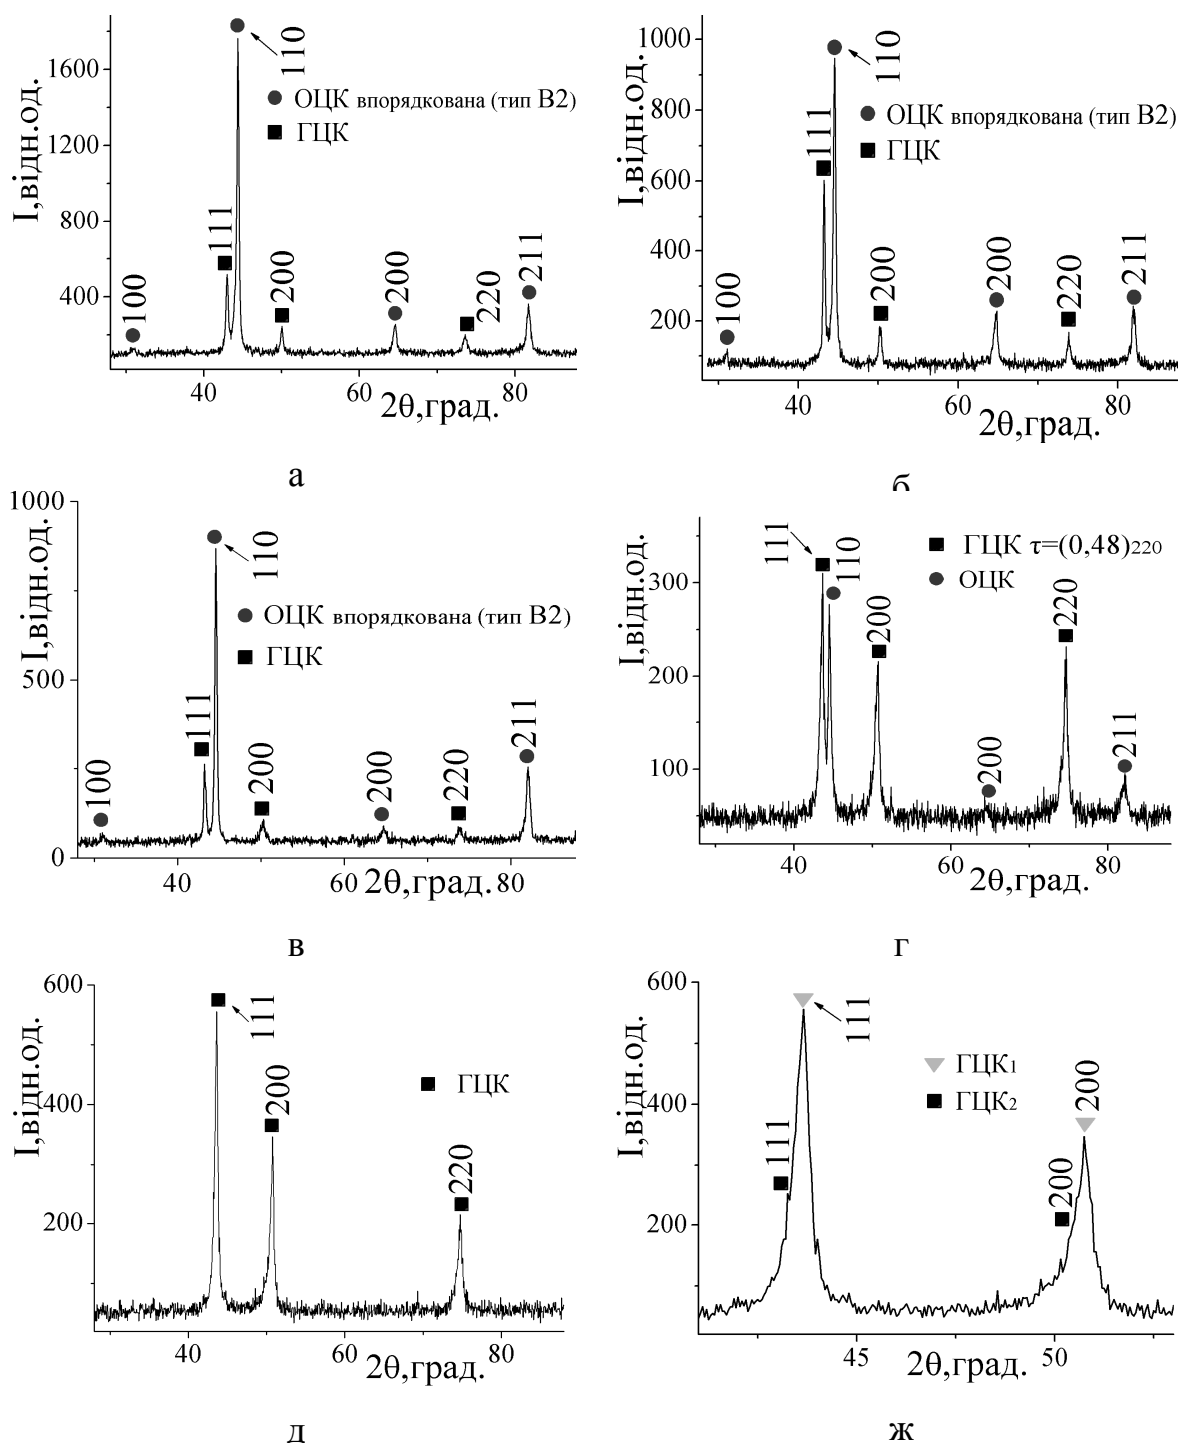 I,відн.од.
1600
1200
800
400
40
60
80
2θ,град.
110
ОЦК впорядкована (тип B2)
ГЦК
100
111
200
200
220
211
а
I,відн.од.
1000
800
600
400
200
40
60
80
2θ,град.
110
ОЦК впорядкована (тип B2)
ГЦК
100
111
200
200
220
211
б
I,відн.од.
1000
500
0
40
60
80
2θ,град.
110
ОЦК впорядкована (тип B2)
ГЦК
100
111
200
200
220
211
в
I,відн.од.
300
200
100
40
60
80
2θ,град.
ГЦК τ=(0,48)220
ОЦК
111
110
200
200
220
211
г
I,відн.од.
600
400
200
40
60
80
2θ,град.
111
ГЦК
200
220
д
I,відн.од.
600
400
200
45
50
2θ,град.
111
ГЦК1
ГЦК2
111
200
200
ж